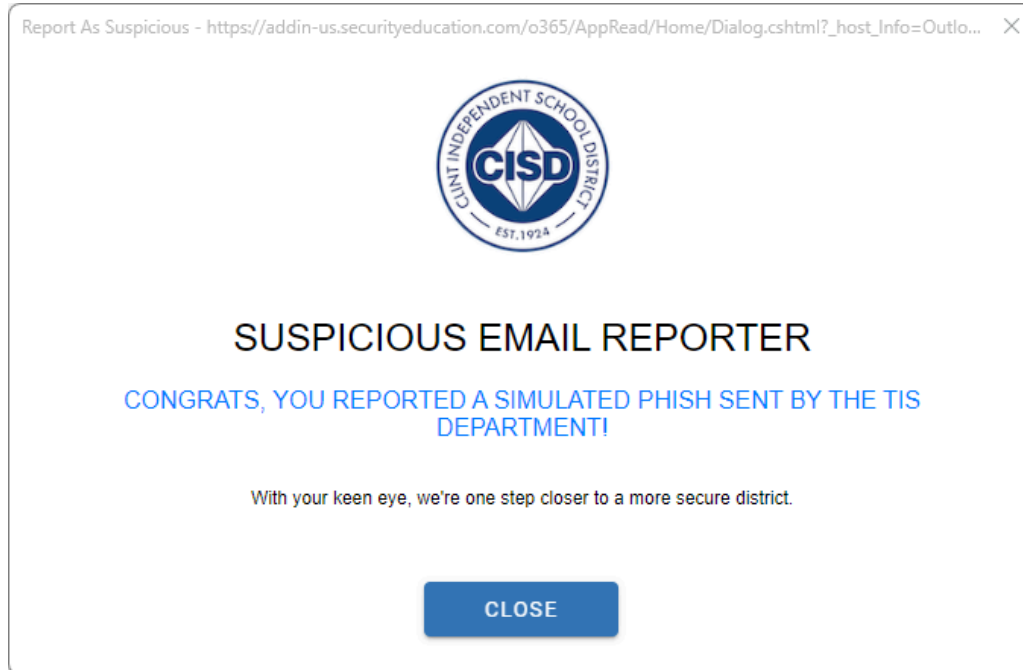 Report As Suspicious - https://addin-us.securityeducation.com/o365/AppRead/Home/Dialog.cshtml?_host_Info=Outlo...
CLINT INDEPENDENT SCHOOL DISTRICT
CISD
EST.1924
SUSPICIOUS EMAIL REPORTER
CONGRATS, YOU REPORTED A SIMULATED PHISH SENT BY THE TIS
DEPARTMENT!
With your keen eye, we're one step closer to a more secure district.
CLOSE